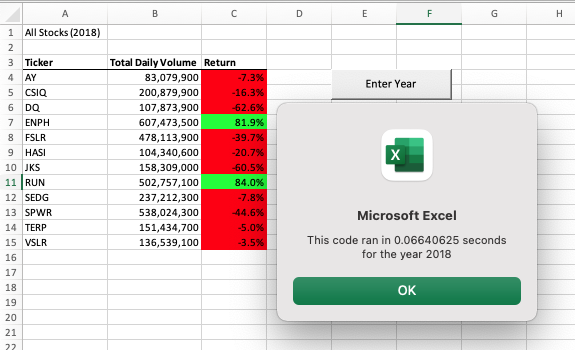 A B C D E F G H
1 All Stocks (2018)
2
3 Ticker Total Daily Volume Return
4 AY 83,079,900 -7.3% Enter Year
5 CSIQ 200,879,900 -16.3%
6 DQ 107,873,900 -62.6%
7 ENPH 607,473,500 81.9%
8 FSLR 478,113,900 -39.7%
9 HASI 104,340,600 -20.7%
10 JKS 158,309,000 -60.5%
11 RUN 502,757,100 84.0%
12 SEDG 237,212,300 -7.8%
13 SPWR 538,024,300 -44.6%
14 TERP 151,434,700 -5.0%
15 VSLR 136,539,100 -3.5%
16
17
18
19
20
21
22
X
Microsoft Excel
This code ran in 0.06640625 seconds
for the year 2018
OK